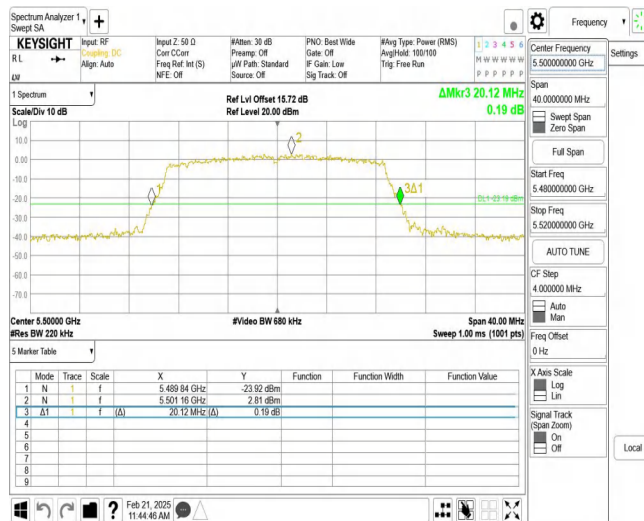 Spectrum Analyzer 1
Swept SA
+
Frequency
KEYSIGHT
Input: RF
Input Z: 50 Ω
#Atten: 30 dB
PNO: Best Wide
#Avg Type: Power (RMS)
1 2 3 4 5 6
RL
Coupling: DC
Corr CCorr
Preamp: Off
Gate: Off
Avg|Hold: 100/100
M W W W W W
Align: Auto
Freq Ref: Int (S)
µW Path: Standard
IF Gain: Low
Trig: Free Run
NFE: Off
Source: Off
Sig Track: Off
P P P P P P
Center Frequency
5.500000000 GHz
Settings
1 Spectrum
Ref Lvl Offset 15.72 dB
ΔMkr3 20.12 MHz
Scale/Div 10 dB
Ref Level 20.00 dBm
0.19 dB
Log
10.0
0.00
-10.0
-20.0
-30.0
-40.0
-50.0
-60.0
-70.0
1
2
3Δ1
Span
40.0000000 MHz
Swept Span
Zero Span
Full Span
Start Freq
5.480000000 GHz
Stop Freq
5.520000000 GHz
AUTO TUNE
CF Step
4.000000 MHz
Auto
Man
Freq Offset
0 Hz
X Axis Scale
Log
Lin
Signal Track
(Span Zoom)
On
Off
Local
Center 5.50000 GHz
#Video BW 680 kHz
Span 40.00 MHz
#Res BW 220 kHz
Sweep 1.00 ms (1001 pts)
5 Marker Table
Mode Trace Scale X Y Function Function Width Function Value
1 N 1 f 5.489 84 GHz -23.92 dBm
2 N 1 f 5.501 16 GHz 2.81 dBm
3 Δ1 1 f (Δ) 20.12 MHz (Δ) 0.19 dB
4
5
6
7
8
9
?
Feb 21, 2025
11:44:46 AM